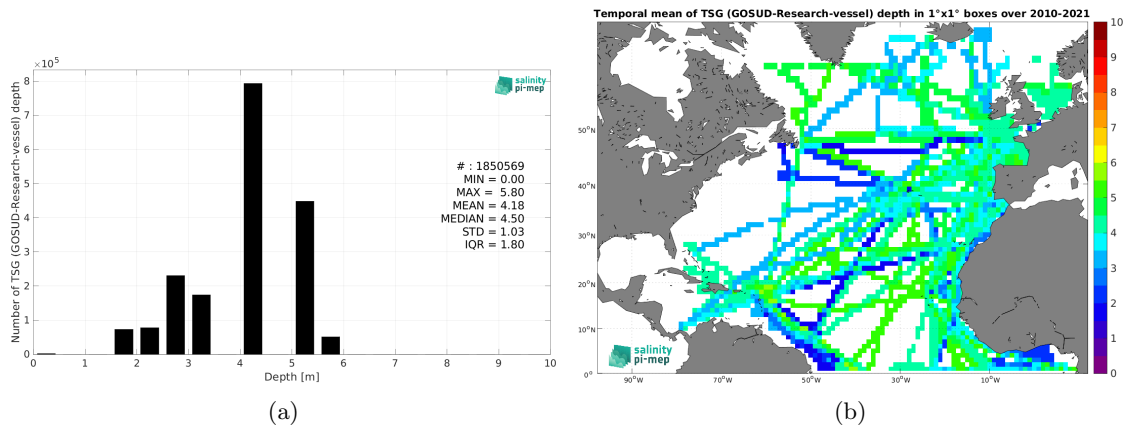 Temporal mean of TSG (GOSUD-Research-vessel) depth in 1°x1° boxes over 2010-2021
×10⁵
8
7
6
5
4
3
2
1
0
Number of TSG (GOSUD-Research-vessel) depth
salinity
pi-mep
# : 1850569
MIN = 0.00
MAX = 5.80
MEAN = 4.18
MEDIAN = 4.50
STD = 1.03
IQR = 1.80
0 1 2 3 4 5 6 7 8 9 10
Depth [m]
(a)
50°N
40°N
30°N
20°N
10°N
0°
90°W 70°W 50°W 30°W 10°W
salinity
pi-mep
10
9
8
7
6
5
4
3
2
1
0
(b)